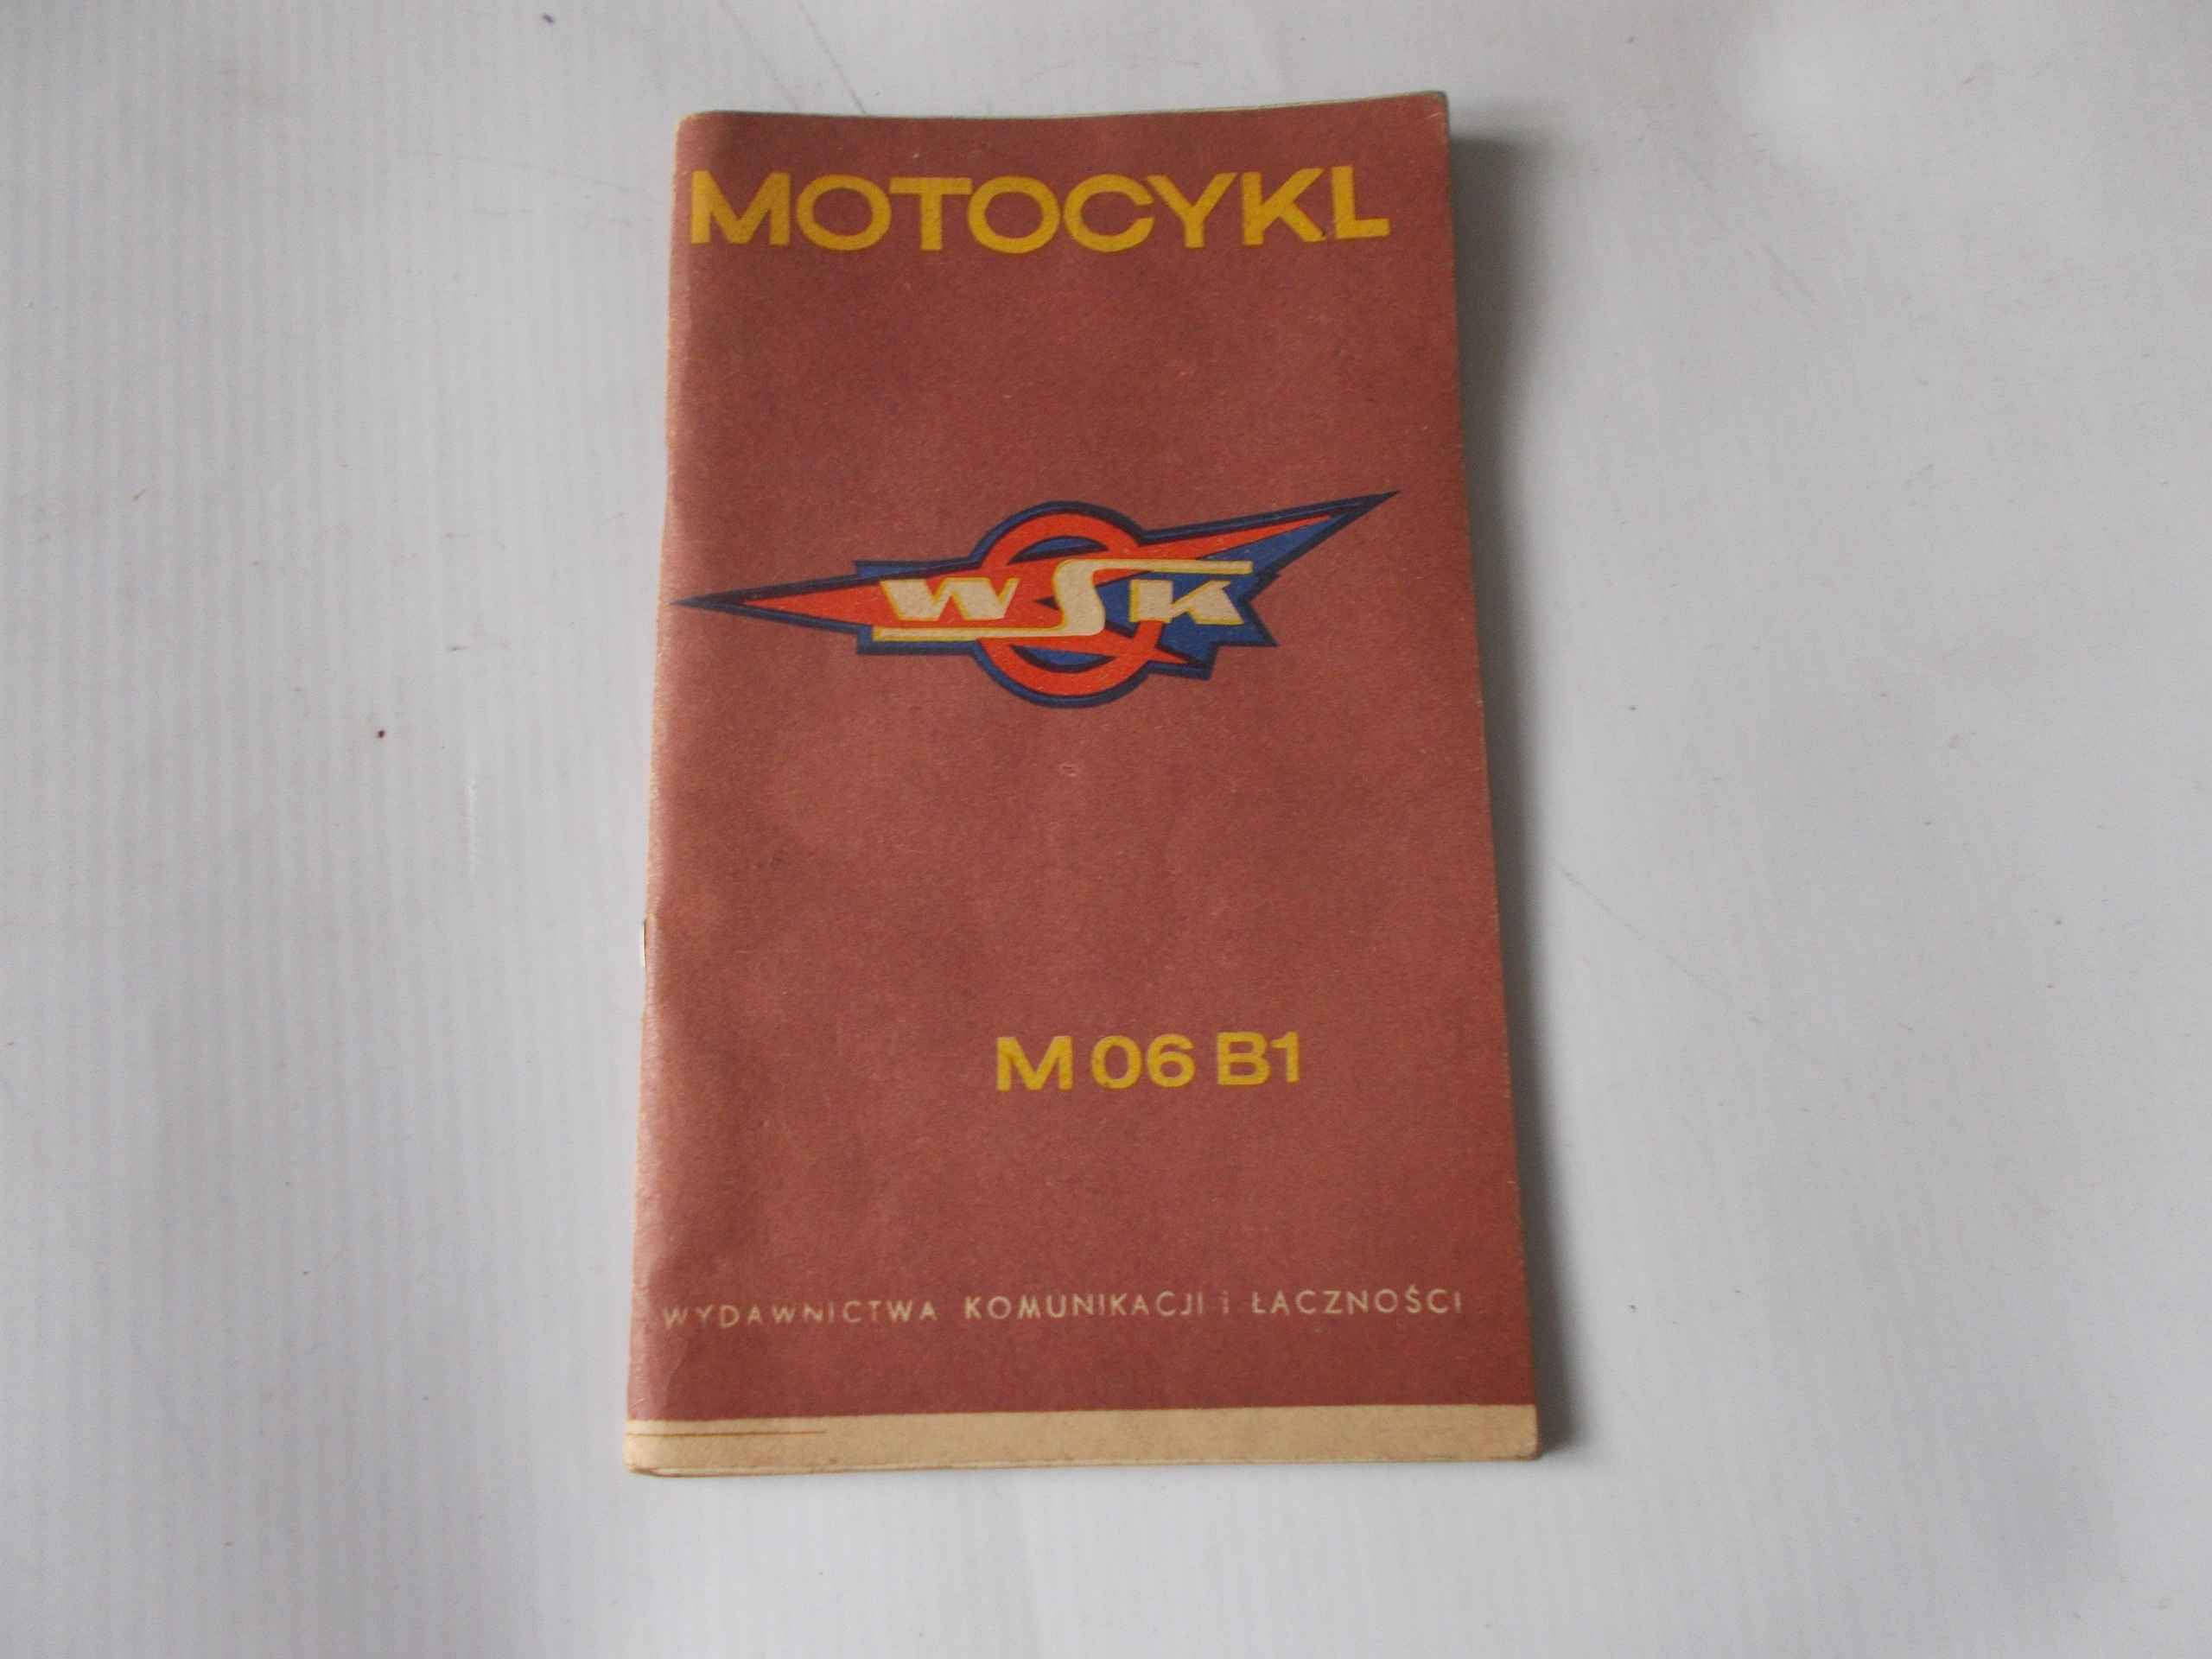 MOTOCYKL
WSK
M 06 B1
WYDAWNICTWA KOMUNIKACJI i ŁĄCZNOŚCI